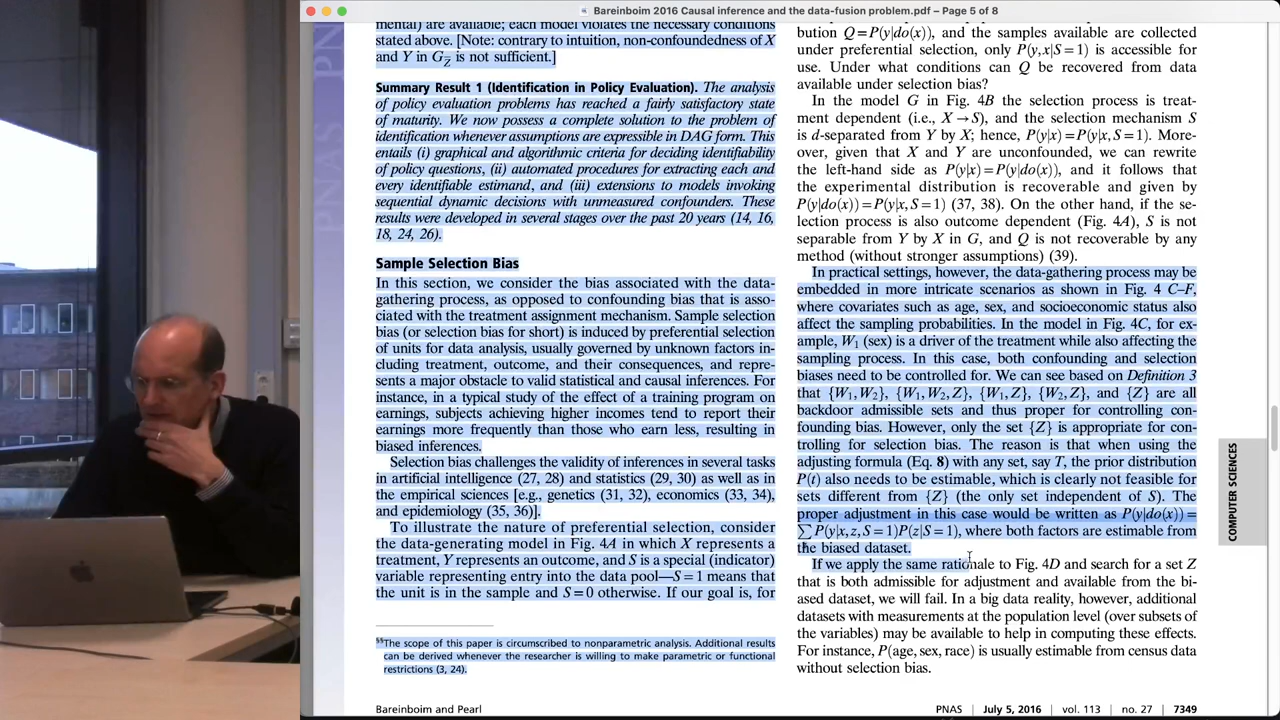 Bareinboim 2016 Causal inference and the data-fusion problem.pdf – Page 5 of 8
mental) are available; each model violates the necessary conditions
stated above. [Note: contrary to intuition, non-confoundedness of X
and Y in G_Z̅ is not sufficient.]
Summary Result 1 (Identification in Policy Evaluation). The analysis
of policy evaluation problems has reached a fairly satisfactory state
of maturity. We now possess a complete solution to the problem of
identification whenever assumptions are expressible in DAG form. This
entails (i) graphical and algorithmic criteria for deciding identifiability
of policy questions, (ii) automated procedures for extracting each and
every identifiable estimand, and (iii) extensions to models invoking
sequential dynamic decisions with unmeasured confounders. These
results were developed in several stages over the past 20 years (14, 16,
18, 24, 26).
Sample Selection Bias
In this section, we consider the bias associated with the data-
gathering process, as opposed to confounding bias that is asso-
ciated with the treatment assignment mechanism. Sample selection
bias (or selection bias for short) is induced by preferential selection
of units for data analysis, usually governed by unknown factors in-
cluding treatment, outcome, and their consequences, and repre-
sents a major obstacle to valid statistical and causal inferences. For
instance, in a typical study of the effect of a training program on
earnings, subjects achieving higher incomes tend to report their
earnings more frequently than those who earn less, resulting in
biased inferences.
Selection bias challenges the validity of inferences in several tasks
in artificial intelligence (27, 28) and statistics (29, 30) as well as in
the empirical sciences [e.g., genetics (31, 32), economics (33, 34),
and epidemiology (35, 36)].
To illustrate the nature of preferential selection, consider
the data-generating model in Fig. 4A in which X represents a
treatment, Y represents an outcome, and S is a special (indicator)
variable representing entry into the data pool—S = 1 means that
the unit is in the sample and S = 0 otherwise. If our goal is, for
§§The scope of this paper is circumscribed to nonparametric analysis. Additional results
can be derived whenever the researcher is willing to make parametric or functional
restrictions (3, 24).
bution Q = P(y|do(x)), and the samples available are collected
under preferential selection, only P(y,x|S = 1) is accessible for
use. Under what conditions can Q be recovered from data
available under selection bias?
In the model G in Fig. 4B the selection process is treat-
ment dependent (i.e., X → S), and the selection mechanism S
is d-separated from Y by X; hence, P(y|x) = P(y|x, S = 1). More-
over, given that X and Y are unconfounded, we can rewrite
the left-hand side as P(y|x) = P(y|do(x)), and it follows that
the experimental distribution is recoverable and given by
P(y|do(x)) = P(y|x, S = 1) (37, 38). On the other hand, if the se-
lection process is also outcome dependent (Fig. 4A), S is not
separable from Y by X in G, and Q is not recoverable by any
method (without stronger assumptions) (39).
In practical settings, however, the data-gathering process may be
embedded in more intricate scenarios as shown in Fig. 4 C–F,
where covariates such as age, sex, and socioeconomic status also
affect the sampling probabilities. In the model in Fig. 4C, for ex-
ample, W₁ (sex) is a driver of the treatment while also affecting the
sampling process. In this case, both confounding and selection
biases need to be controlled for. We can see based on Definition 3
that {W₁, W₂}, {W₁, W₂, Z}, {W₁, Z}, {W₂, Z}, and {Z} are all
backdoor admissible sets and thus proper for controlling con-
founding bias. However, only the set {Z} is appropriate for con-
trolling for selection bias. The reason is that when using the
adjusting formula (Eq. 8) with any set, say T, the prior distribution
P(t) also needs to be estimable, which is clearly not feasible for
sets different from {Z} (the only set independent of S). The
proper adjustment in this case would be written as P(y|do(x)) =
∑ P(y|x, z, S = 1)P(z|S = 1), where both factors are estimable from
the biased dataset.
If we apply the same rationale to Fig. 4D and search for a set Z
that is both admissible for adjustment and available from the bi-
ased dataset, we will fail. In a big data reality, however, additional
datasets with measurements at the population level (over subsets of
the variables) may be available to help in computing these effects.
For instance, P(age, sex, race) is usually estimable from census data
without selection bias.
COMPUTER SCIENCES
Bareinboim and Pearl
PNAS | July 5, 2016 | vol. 113 | no. 27 | 7349
PNAS
PNAS